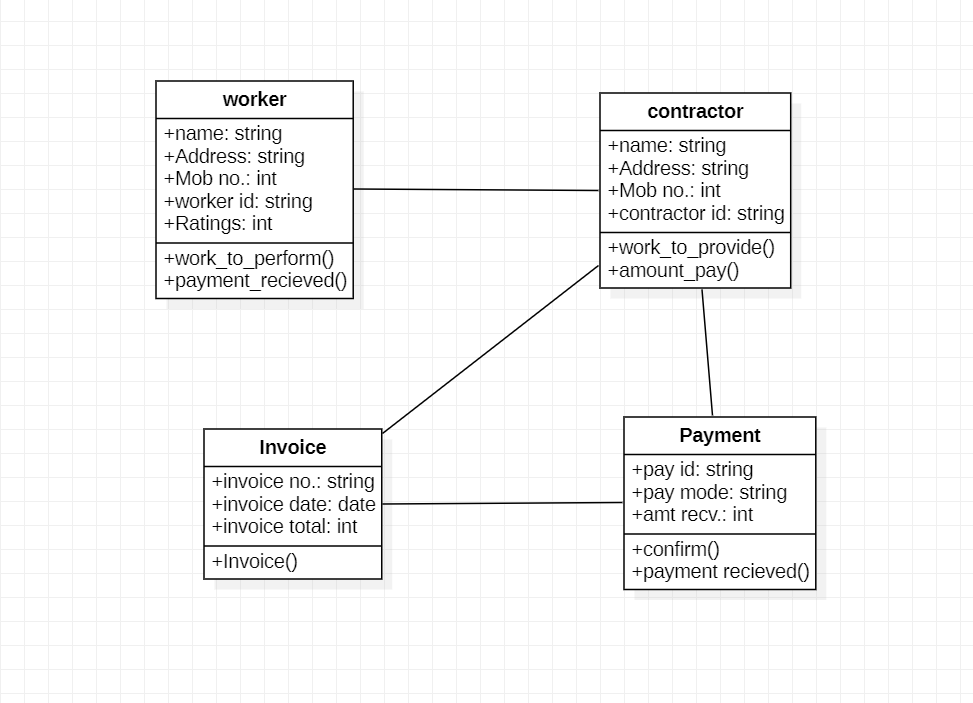 worker
+name: string
+Address: string
+Mob no.: int
+worker id: string
+Ratings: int
+work_to_perform()
+payment_recieved()
contractor
+name: string
+Address: string
+Mob no.: int
+contractor id: string
+work_to_provide()
+amount_pay()
Invoice
+invoice no.: string
+invoice date: date
+invoice total: int
+Invoice()
Payment
+pay id: string
+pay mode: string
+amt recv.: int
+confirm()
+payment recieved()